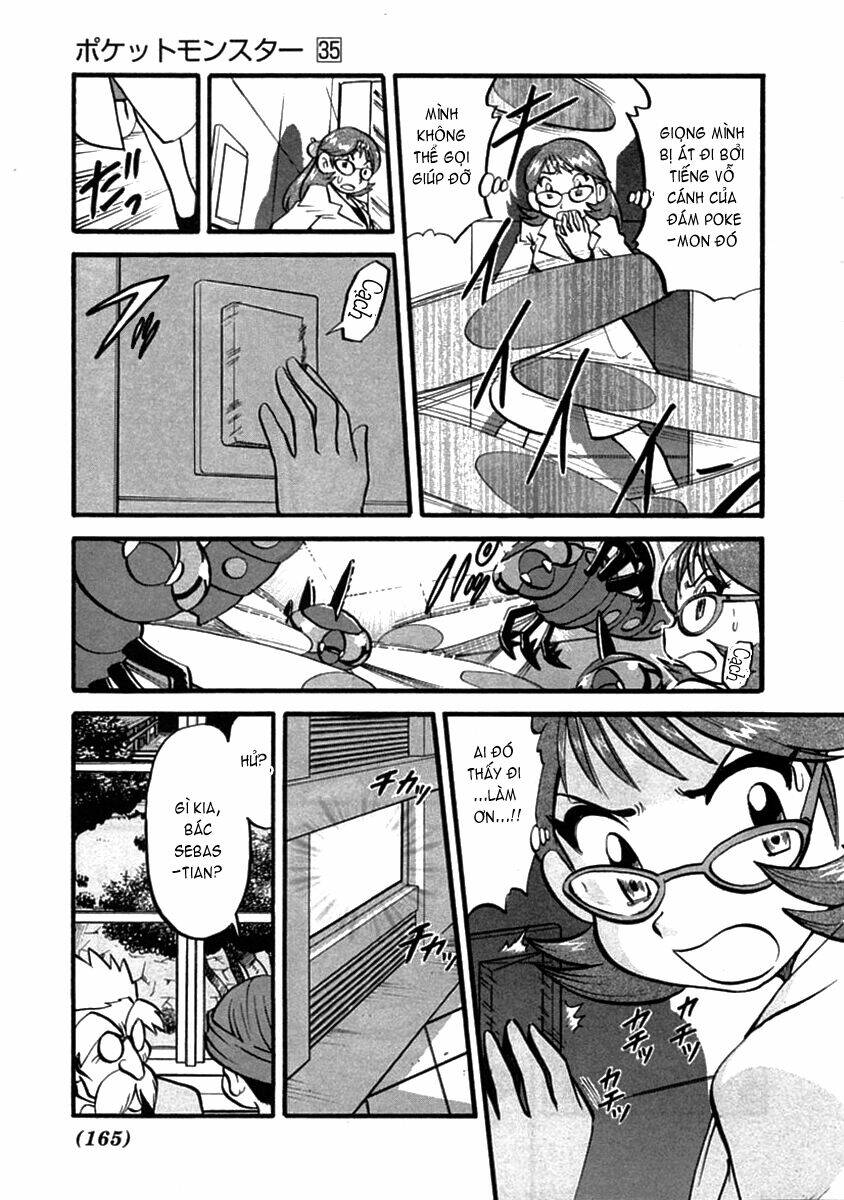 ポケットモンスター 35
GIỌNG MÌNH
BỊ ÁT ĐI BỞI
TIẾNG VỖ
CÁNH CỦA
ĐÁM POKE
-MON ĐÓ
MÌNH
KHÔNG
THỂ GỌI
GIÚP ĐỠ
Cạch
Cạch
AI ĐÓ
THẤY ĐI
...LÀM
ƠN...!!
カチッ
カチッ
カチッ
チカッ
チカッ
HỬ?
GÌ KIA,
BÁC
SEBAS
-TIAN?
(165)